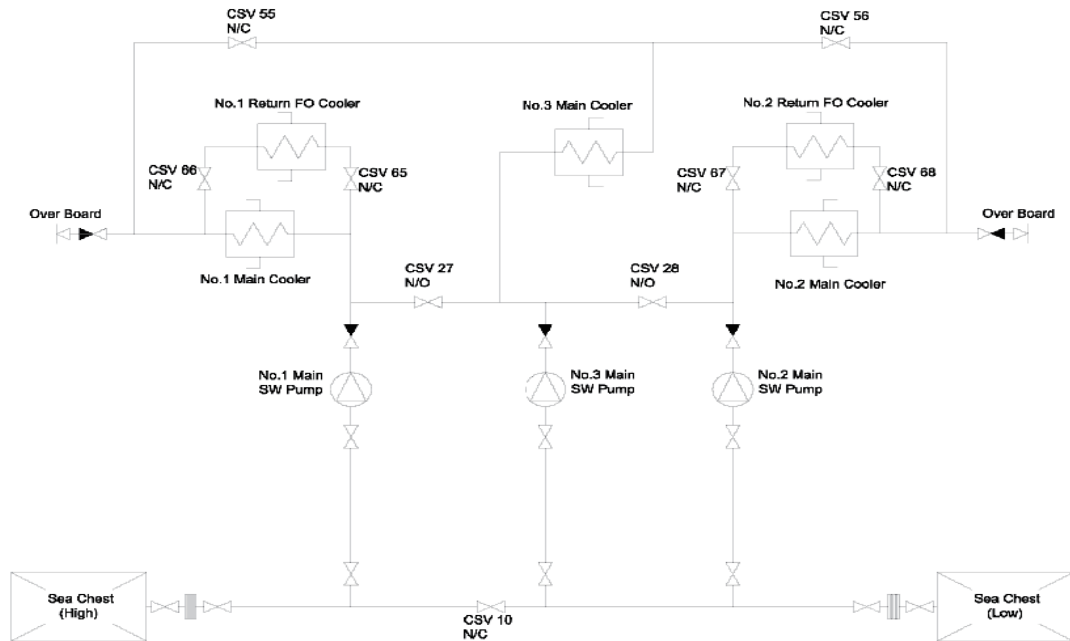 CSV 55
N/C
CSV 56
N/C
No.1 Return FO Cooler
No.3 Main Cooler
No.2 Return FO Cooler
CSV 66
N/C
CSV 65
N/C
CSV 67
N/C
CSV 68
N/C
Over Board
Over Board
No.1 Main Cooler
No.2 Main Cooler
CSV 27
N/O
CSV 28
N/O
No.1 Main
SW Pump
No.3 Main
SW Pump
No.2 Main
SW Pump
Sea Chest
(High)
CSV 10
N/C
Sea Chest
(Low)